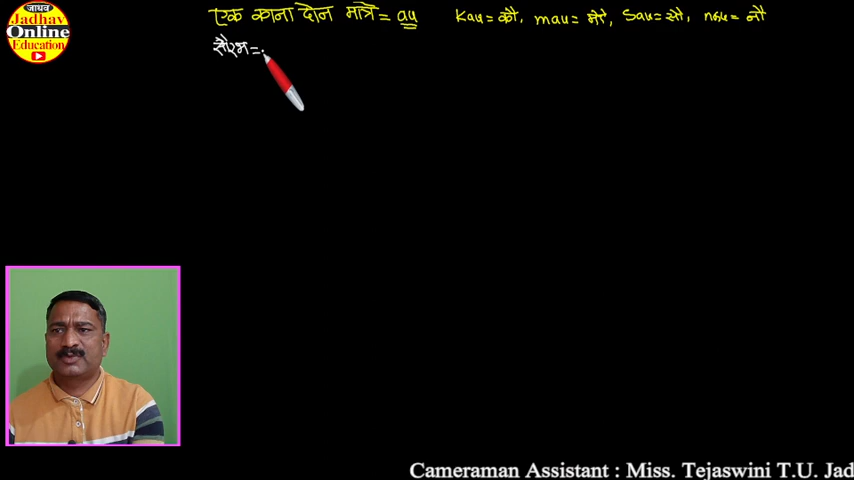 जाधव
Jadhav
Online
Education
एक काना दोन मात्रे = au Kau = कौ, mau = मौ, Sau = सौ, nau = नौ
सौरभ =
Cameraman Assistant : Miss. Tejaswini T.U. Jad